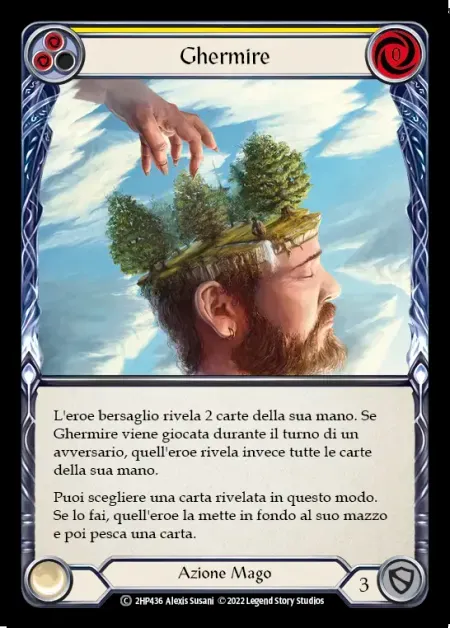 Ghermire
0
L'eroe bersaglio rivela 2 carte della sua mano. Se
Ghermire viene giocata durante il turno di un
avversario, quell'eroe rivela invece tutte le carte
della sua mano.
Puoi scegliere una carta rivelata in questo modo.
Se lo fai, quell'eroe la mette in fondo al suo mazzo
e poi pesca una carta.
Azione Mago
3
C 2HP436 Alexis Susani © 2022 Legend Story Studios